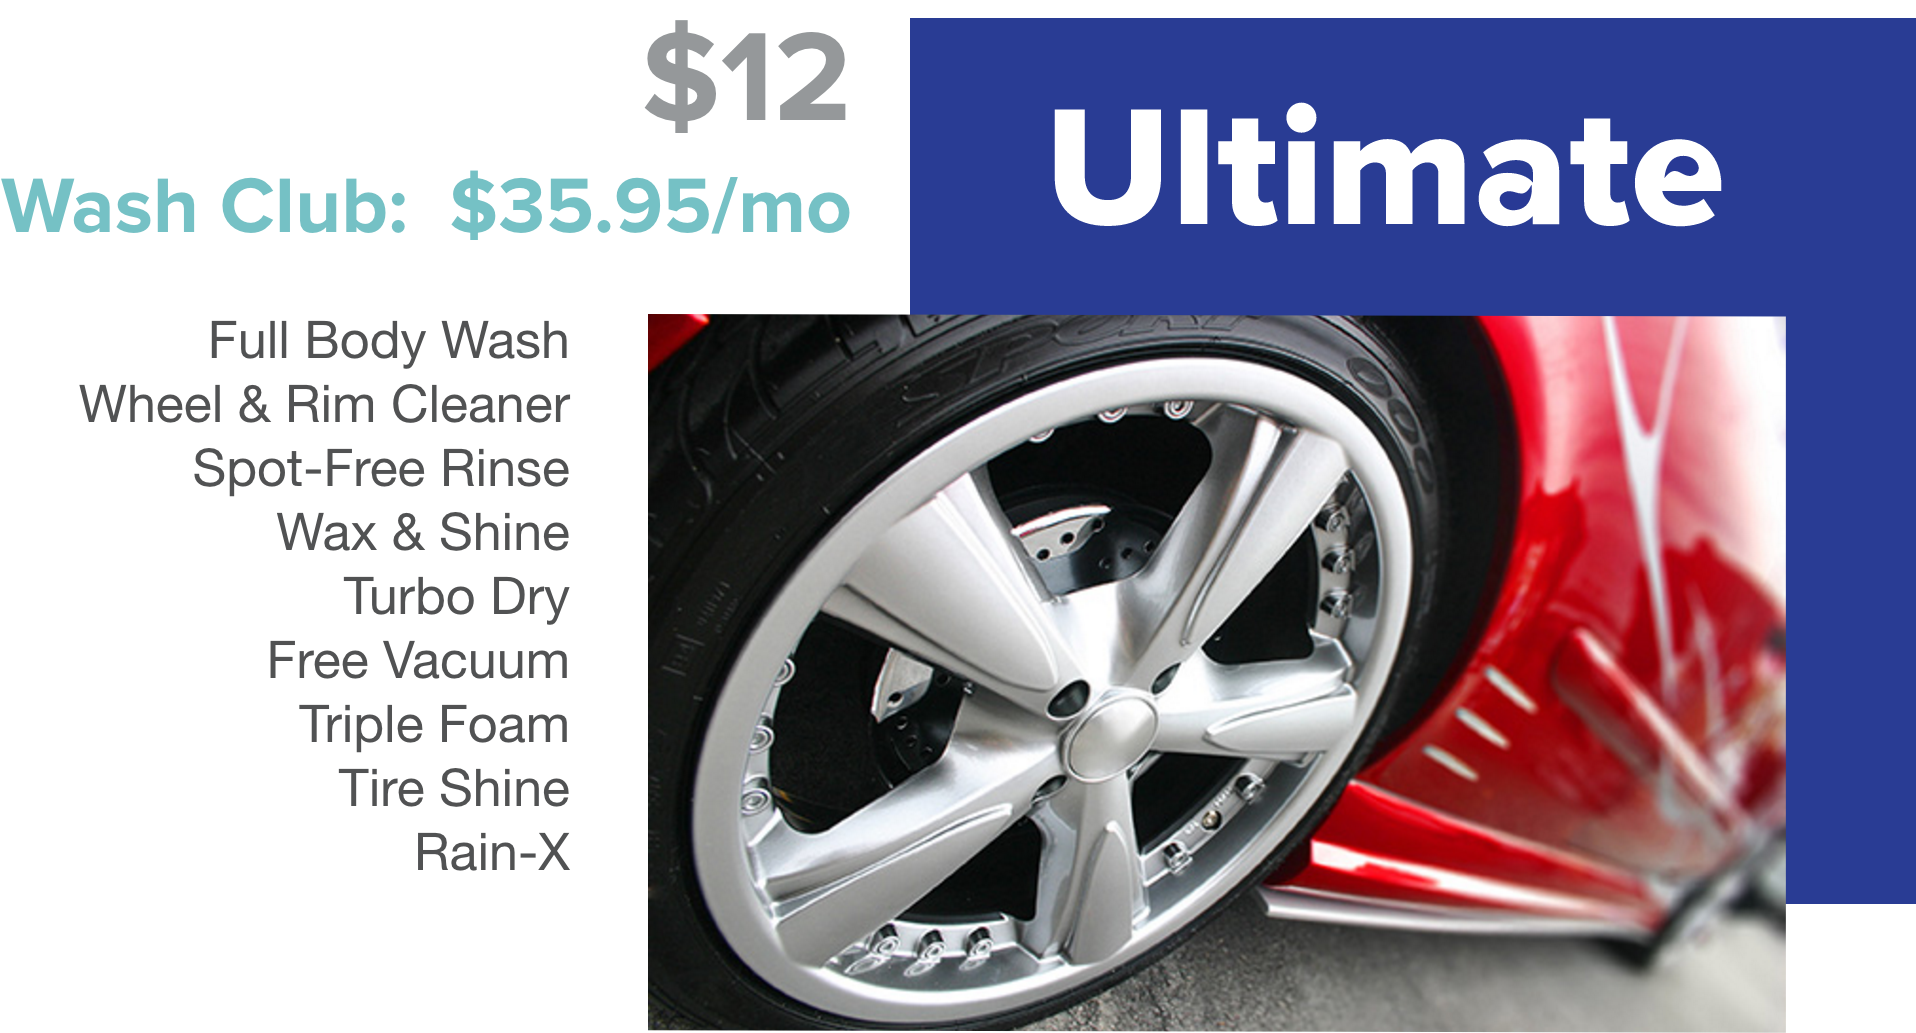 $12
Wash Club: $35.95/mo
Ultimate
Full Body Wash
Wheel & Rim Cleaner
Spot-Free Rinse
Wax & Shine
Turbo Dry
Free Vacuum
Triple Foam
Tire Shine
Rain-X
SPORT